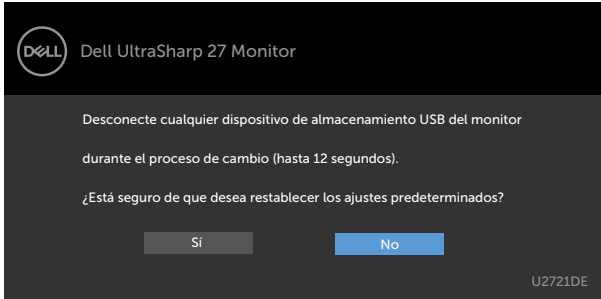 DELL
Dell UltraSharp 27 Monitor
Desconecte cualquier dispositivo de almacenamiento USB del monitor
durante el proceso de cambio (hasta 12 segundos).
¿Está seguro de que desea restablecer los ajustes predeterminados?
Sí No
U2721DE